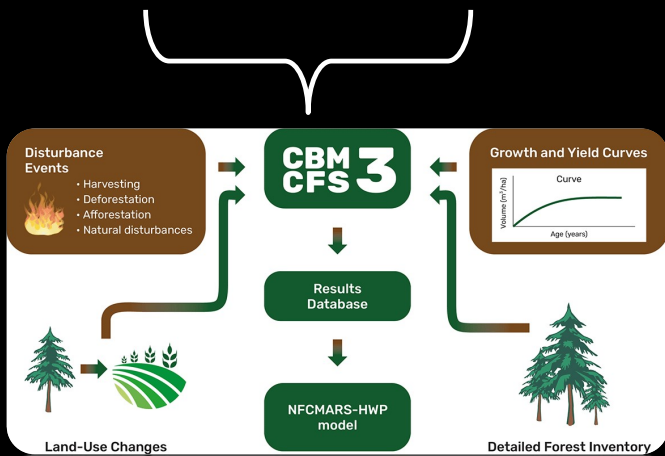 Disturbance
Events
• Harvesting
• Deforestation
• Afforestation
• Natural disturbances
CBM
CFS 3
Growth and Yield Curves
Curve
Volume (m³/ha)
Age (years)
Results
Database
NFCMARS-HWP
model
Land-Use Changes
Detailed Forest Inventory